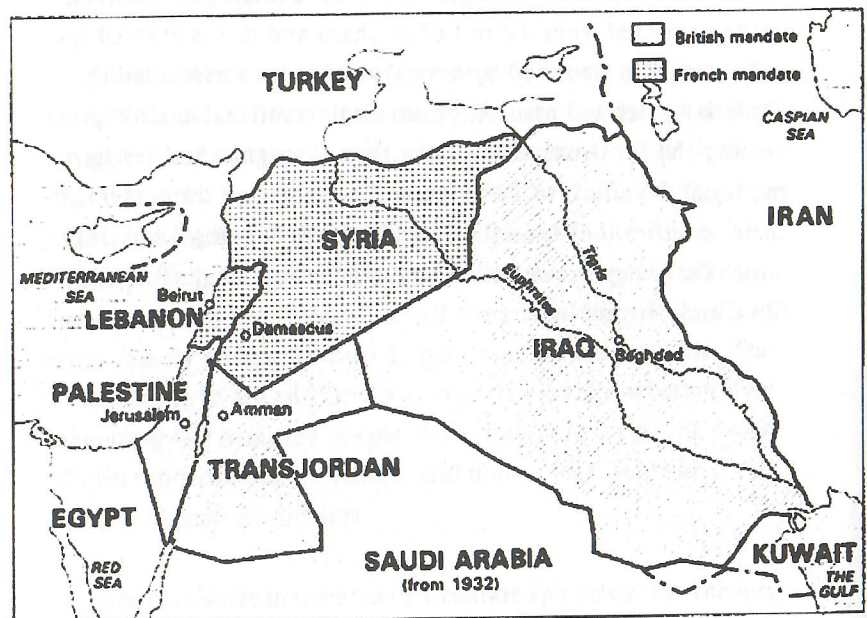 British mandate
French mandate
TURKEY
CASPIAN
SEA
IRAN
SYRIA
MEDITERRANEAN
SEA
Beirut
LEBANON
Damascus
Euphrates
Tigris
IRAQ
Baghdad
PALESTINE
Jerusalem
Amman
TRANSJORDAN
EGYPT
RED
SEA
SAUDI ARABIA
(from 1932)
KUWAIT
THE
GULF